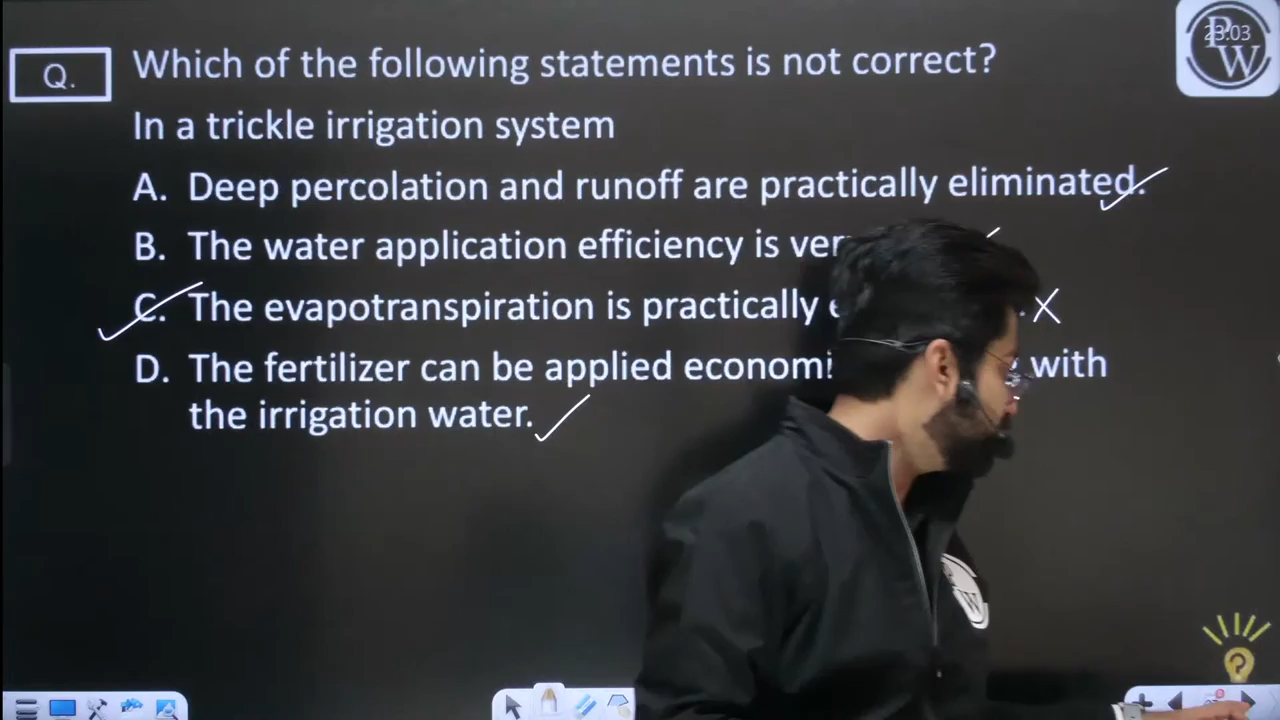 Q.
Which of the following statements is not correct?
In a trickle irrigation system
A. Deep percolation and runoff are practically eliminated.
B. The water application efficiency is
C. The evapotranspiration is practically
D. The fertilizer can be applied with
the irrigation water.
23:03
PW
W